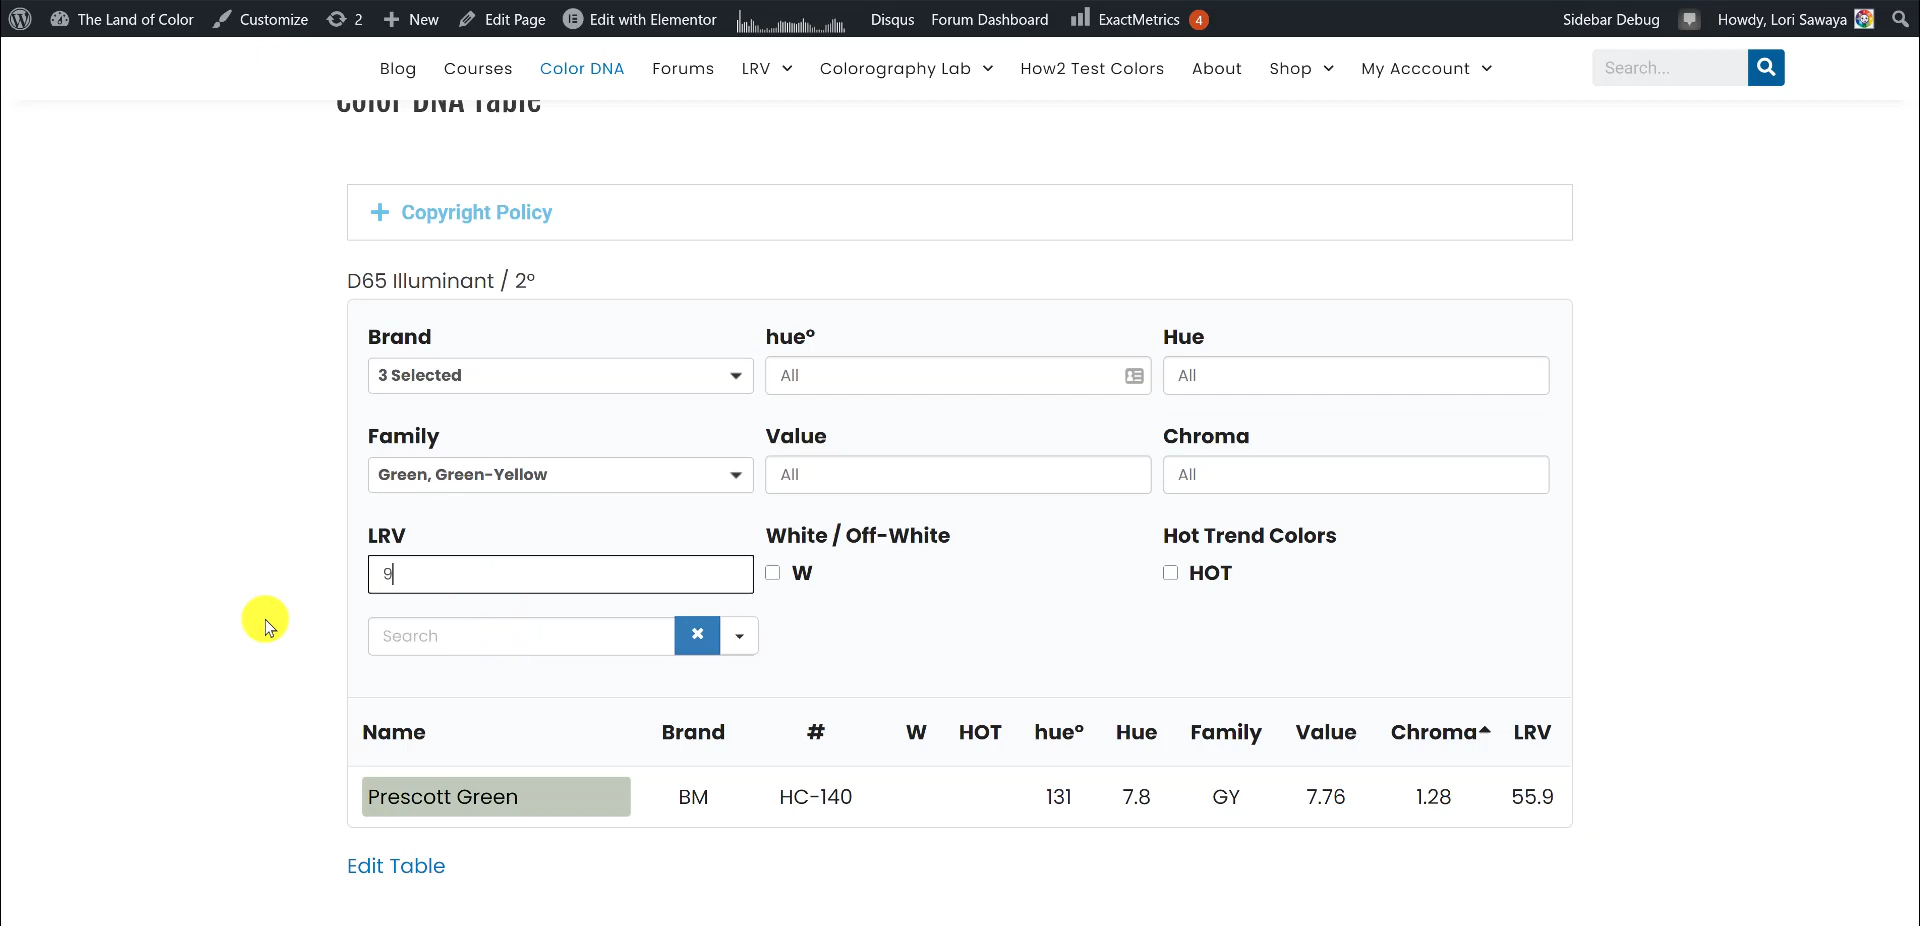 The Land of Color Customize 2 New Edit Page Edit with Elementor Disqus Forum Dashboard ExactMetrics 4 Sidebar Debug Howdy, Lori Sawaya
Blog Courses Color DNA Forums LRV Colorography Lab How2 Test Colors About Shop My Acccount Search...
Color DNA Table
Copyright Policy
D65 Illuminant / 2°
Brand hue° Hue
3 Selected All All
Family Value Chroma
Green, Green-Yellow All All
LRV White / Off-White Hot Trend Colors
9 W HOT
Search
Name Brand # W HOT hue° Hue Family Value Chroma LRV
Prescott Green BM HC-140 131 7.8 GY 7.76 1.28 55.9
Edit Table